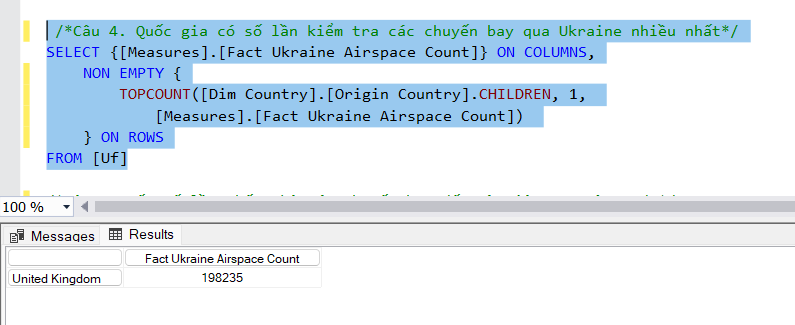 /*Câu 4. Quốc gia có số lần kiểm tra các chuyến bay qua Ukraine nhiều nhất*/
SELECT {[Measures].[Fact Ukraine Airspace Count]} ON COLUMNS,
NON EMPTY {
TOPCOUNT([Dim Country].[Origin Country].CHILDREN, 1,
[Measures].[Fact Ukraine Airspace Count])
} ON ROWS
FROM [Uf]
100 %
Messages Results
Fact Ukraine Airspace Count
United Kingdom 198235